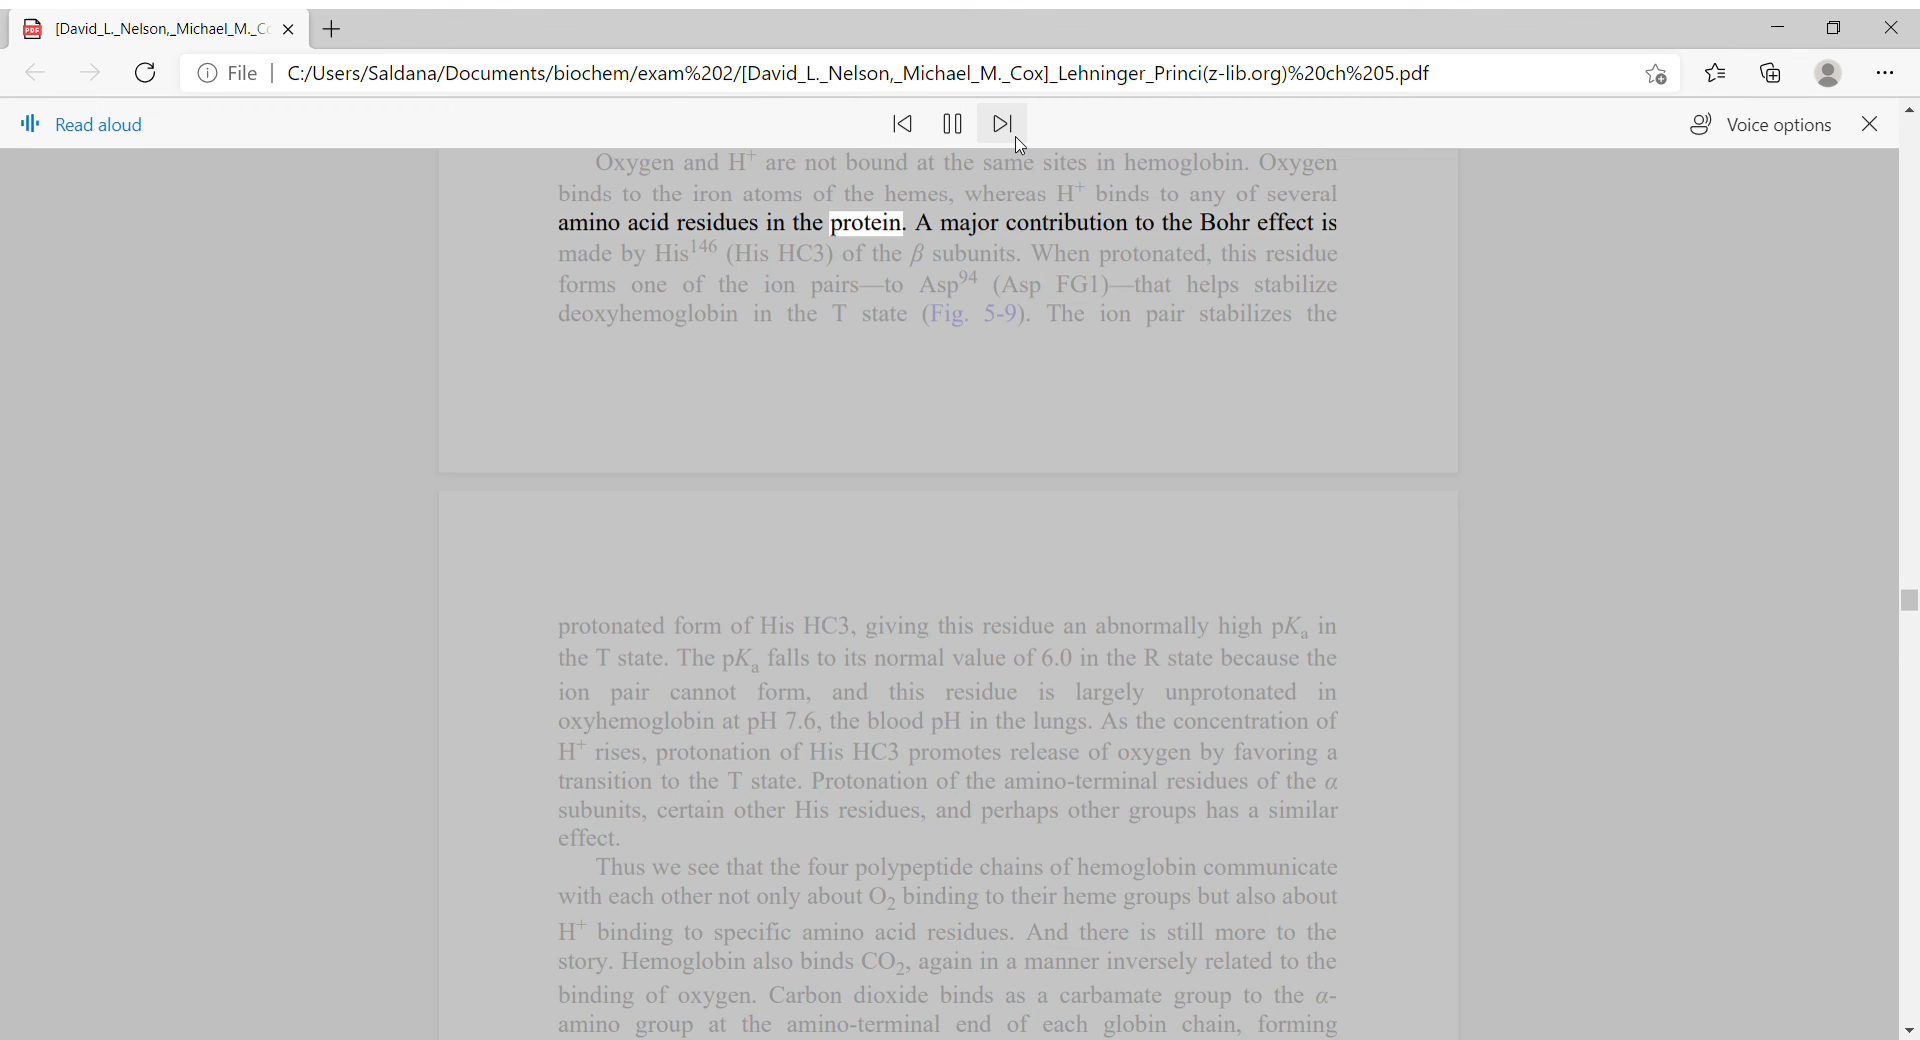 [David_L._Nelson,_Michael_M._Co
File | C:/Users/Saldana/Documents/biochem/exam%202/[David_L._Nelson,_Michael_M._Cox]_Lehninger_Princi(z-lib.org)%20ch%205.pdf
Read aloud
Voice options
Oxygen and H⁺ are not bound at the same sites in hemoglobin. Oxygen
binds to the iron atoms of the hemes, whereas H⁺ binds to any of several
amino acid residues in the protein. A major contribution to the Bohr effect is
made by His¹⁴⁶ (His HC3) of the β subunits. When protonated, this residue
forms one of the ion pairs—to Asp⁹⁴ (Asp FG1)—that helps stabilize
deoxyhemoglobin in the T state (Fig. 5-9). The ion pair stabilizes the
protonated form of His HC3, giving this residue an abnormally high pKₐ in
the T state. The pKₐ falls to its normal value of 6.0 in the R state because the
ion pair cannot form, and this residue is largely unprotonated in
oxyhemoglobin at pH 7.6, the blood pH in the lungs. As the concentration of
H⁺ rises, protonation of His HC3 promotes release of oxygen by favoring a
transition to the T state. Protonation of the amino-terminal residues of the α
subunits, certain other His residues, and perhaps other groups has a similar
effect.
Thus we see that the four polypeptide chains of hemoglobin communicate
with each other not only about O₂ binding to their heme groups but also about
H⁺ binding to specific amino acid residues. And there is still more to the
story. Hemoglobin also binds CO₂, again in a manner inversely related to the
binding of oxygen. Carbon dioxide binds as a carbamate group to the α-
amino group at the amino-terminal end of each globin chain, forming